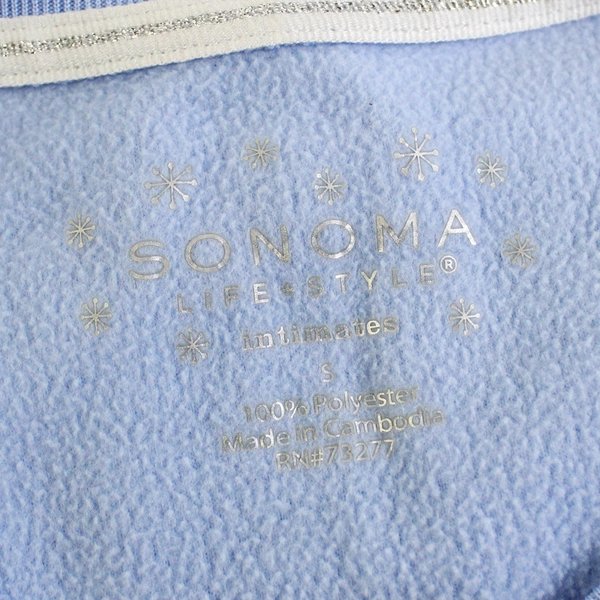 SONOMA
LIFE+STYLE®
intimates
S
100% Polyester
Made in Cambodia
RN#73277